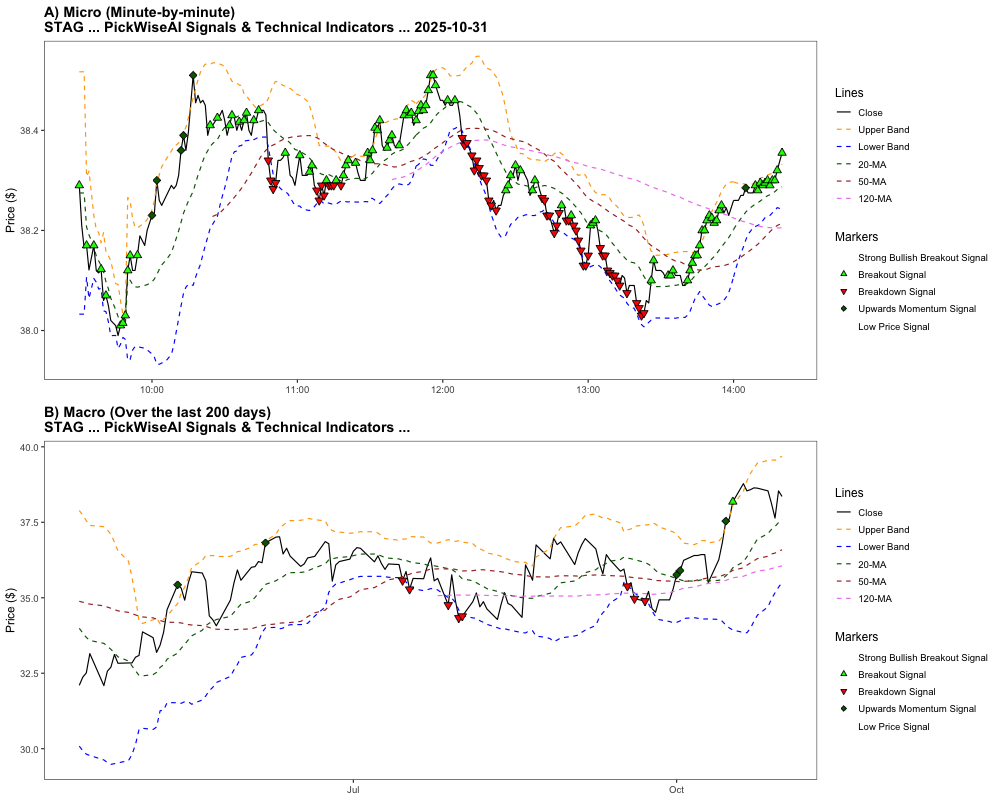 A) Micro (Minute-by-minute)
STAG ... PickWiseAI Signals & Technical Indicators ... 2025-10-31
Price ($)
38.4
38.2
38.0
10:00
11:00
12:00
13:00
14:00
Lines
Close
Upper Band
Lower Band
20-MA
50-MA
120-MA
Markers
Strong Bullish Breakout Signal
Breakout Signal
Breakdown Signal
Upwards Momentum Signal
Low Price Signal
B) Macro (Over the last 200 days)
STAG ... PickWiseAI Signals & Technical Indicators ...
Price ($)
40.0
37.5
35.0
32.5
30.0
Jul
Oct
Lines
Close
Upper Band
Lower Band
20-MA
50-MA
120-MA
Markers
Strong Bullish Breakout Signal
Breakout Signal
Breakdown Signal
Upwards Momentum Signal
Low Price Signal